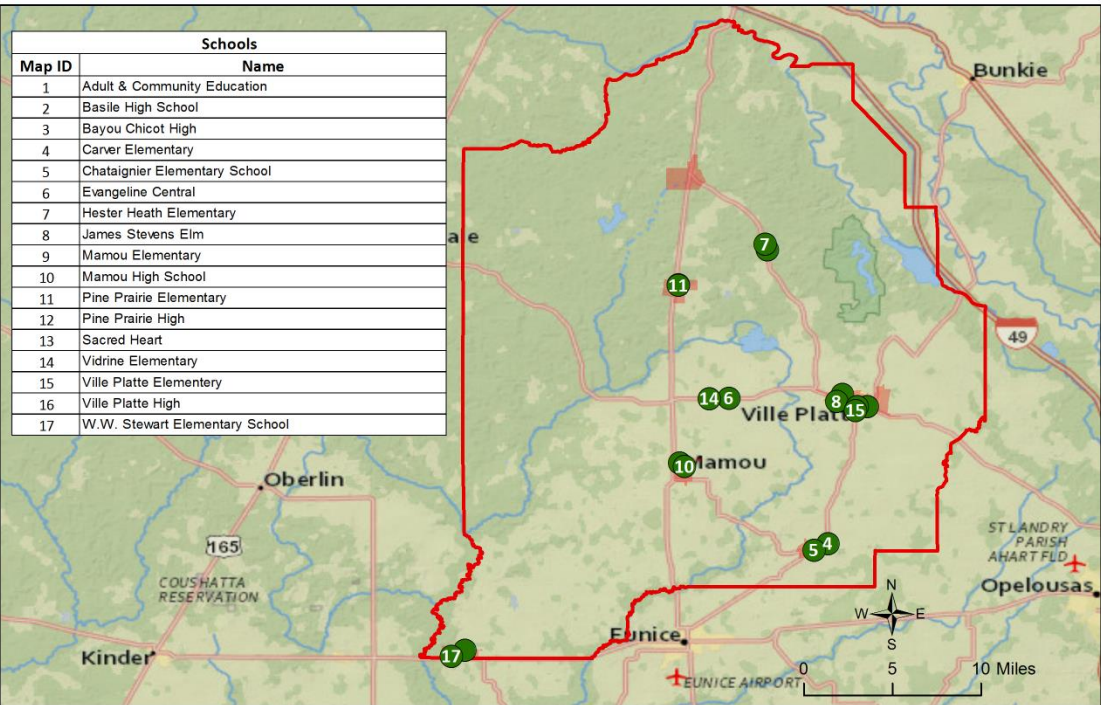 Schools
Map ID Name
1 Adult & Community Education
2 Basile High School
3 Bayou Chicot High
4 Carver Elementary
5 Chataignier Elementary School
6 Evangeline Central
7 Hester Heath Elementary
8 James Stevens Elm
9 Mamou Elementary
10 Mamou High School
11 Pine Prairie Elementary
12 Pine Prairie High
13 Sacred Heart
14 Vidrine Elementary
15 Ville Platte Elementery
16 Ville Platte High
17 W.W. Stewart Elementary School
Bunkie
ale
7
11
49
14 6
8
Ville Platt
15
10
Mamou
Oberlin
165
5 4
ST LANDRY
PARISH
AHART FLD
COUSHATTA
RESERVATION
Opelousas
N
W E
S
Eunice
Kinder
17
EUNICE AIRPORT
0 5 10 Miles